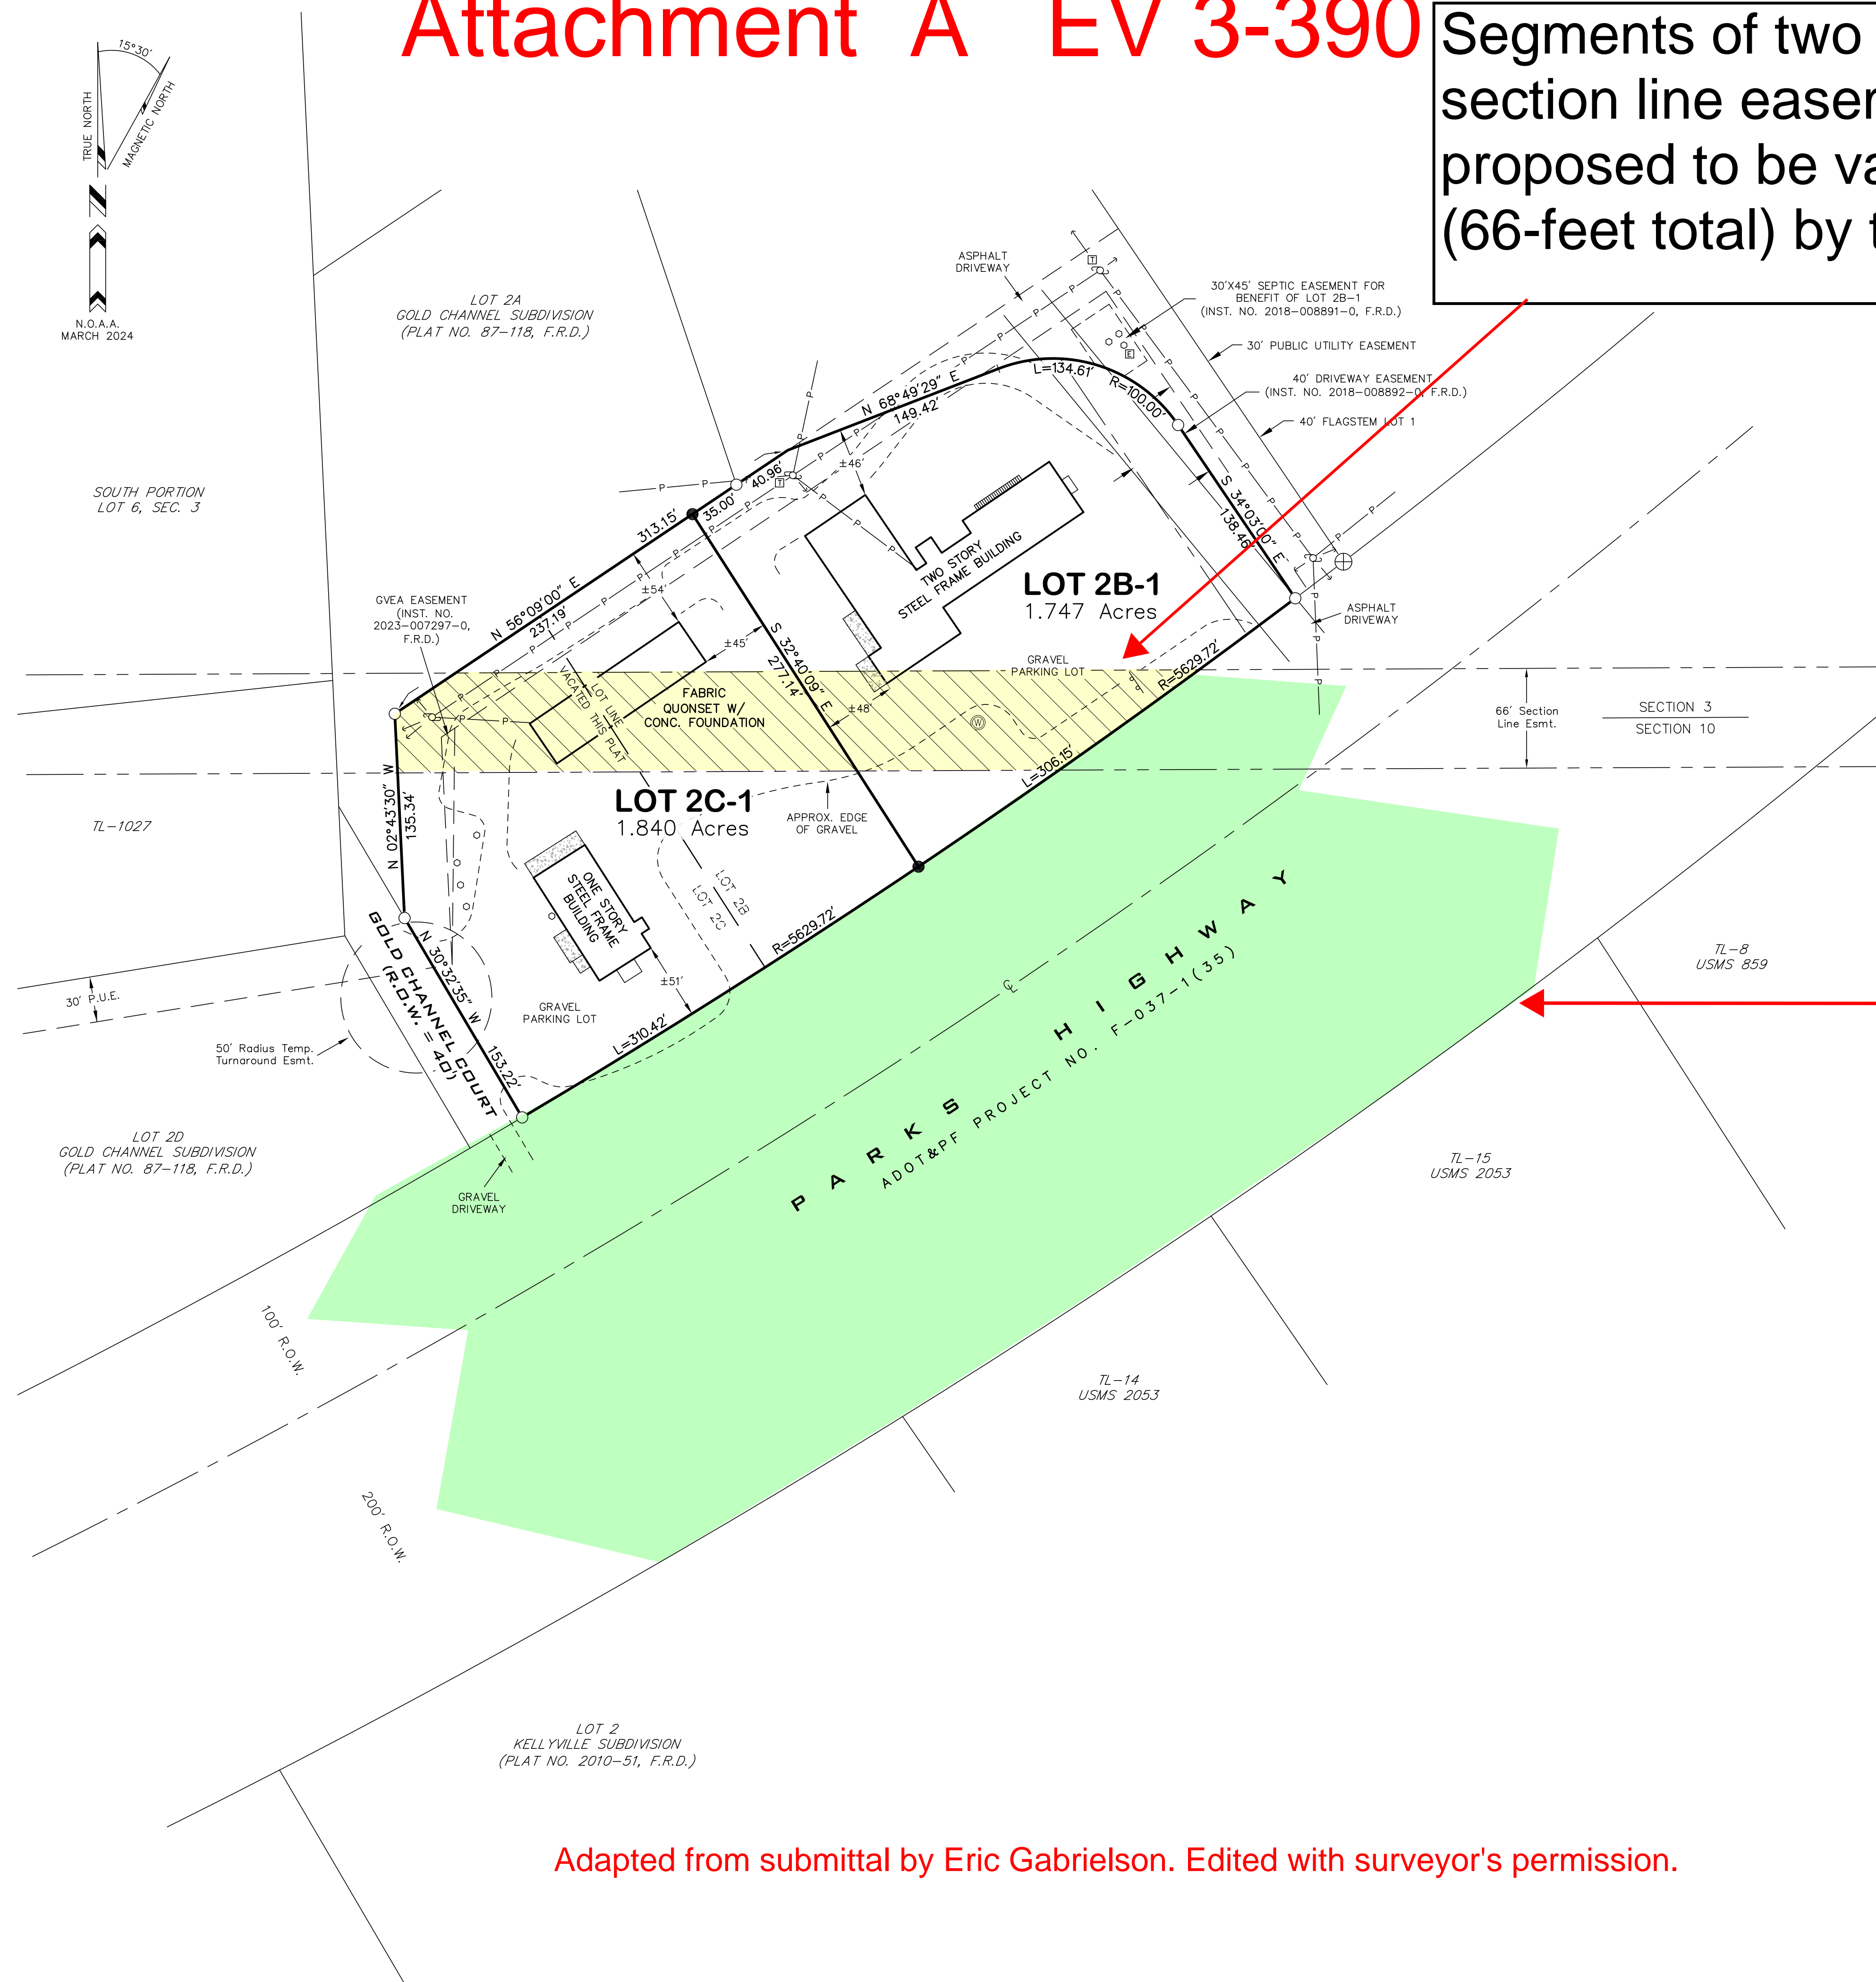 Attachment A EV 3-390
Segments of two
section line
proposed to be
(66-feet total) by
15°30'
TRUE NORTH
MAGNETIC NORTH
N.O.A.A.
MARCH 2024
LOT 2A
GOLD CHANNEL SUBDIVISION
(PLAT NO. 87-118, F.R.D.)
ASPHALT
DRIVEWAY
T
30'X45' SEPTIC EASEMENT FOR
BENEFIT OF LOT 2B-1
(INST. NO. 2018-008891-0, F.R.D.)
E
30' PUBLIC UTILITY EASEMENT
40' DRIVEWAY EASEMENT
(INST. NO. 2018-008892-0, F.R.D.)
40' FLAGSTEM LOT 1
N 68°49'29" E
149.42'
L=134.61'
R=100.00'
S 34°03'00" E
138.46'
SOUTH PORTION
LOT 6, SEC. 3
T
40.96'
35.00'
313.15'
±46'
±54'
TWO STORY
STEEL FRAME BUILDING
LOT 2B-1
1.747 Acres
ASPHALT
DRIVEWAY
GVEA EASEMENT
(INST. NO.
2023-007297-0,
F.R.D.)
N 56°09'00" E
237.19'
±45'
S 32°40'09" E
277.14'
GRAVEL
PARKING LOT
R=5629.72'
LOT LINE
VACATED THIS PLAT
FABRIC
QUONSET W/
CONC. FOUNDATION
±48'
W
66' Section
Line Esmt.
SECTION 3
SECTION 10
L=306.15'
N 02°43'30" W
135.34'
LOT 2C-1
1.840 Acres
APPROX. EDGE
OF GRAVEL
TL-1027
LOT 2B
LOT 2C
ONE STORY
STEEL FRAME
BUILDING
R=5629.72'
GOLD CHANNEL COURT
(R.O.W. = 40')
N 30°32'35" W
153.22'
±51'
GRAVEL
PARKING LOT
L=310.42'
30' P.U.E.
50' Radius Temp.
Turnaround Esmt.
CL
PARKS HIGHWAY
ADOT&PF PROJECT NO. F-037-1(35)
TL-8
USMS 859
LOT 2D
GOLD CHANNEL SUBDIVISION
(PLAT NO. 87-118, F.R.D.)
GRAVEL
DRIVEWAY
TL-15
USMS 2053
100' R.O.W.
TL-14
USMS 2053
200' R.O.W.
LOT 2
KELLYVILLE SUBDIVISION
(PLAT NO. 2010-51, F.R.D.)
Adapted from submittal by Eric Gabrielson. Edited with surveyor's permission.